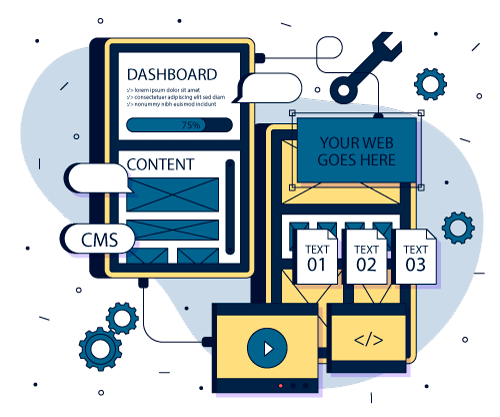 DASHBOARD
</> lorem ipsum dolor sit amet
</> consectetuer adipiscing elit, sed
</> nonummy nibh euismod incidunt
75%
CONTENT
CMS
YOUR WEB
GOES HERE
TEXT
01
TEXT
02
TEXT
03
</>